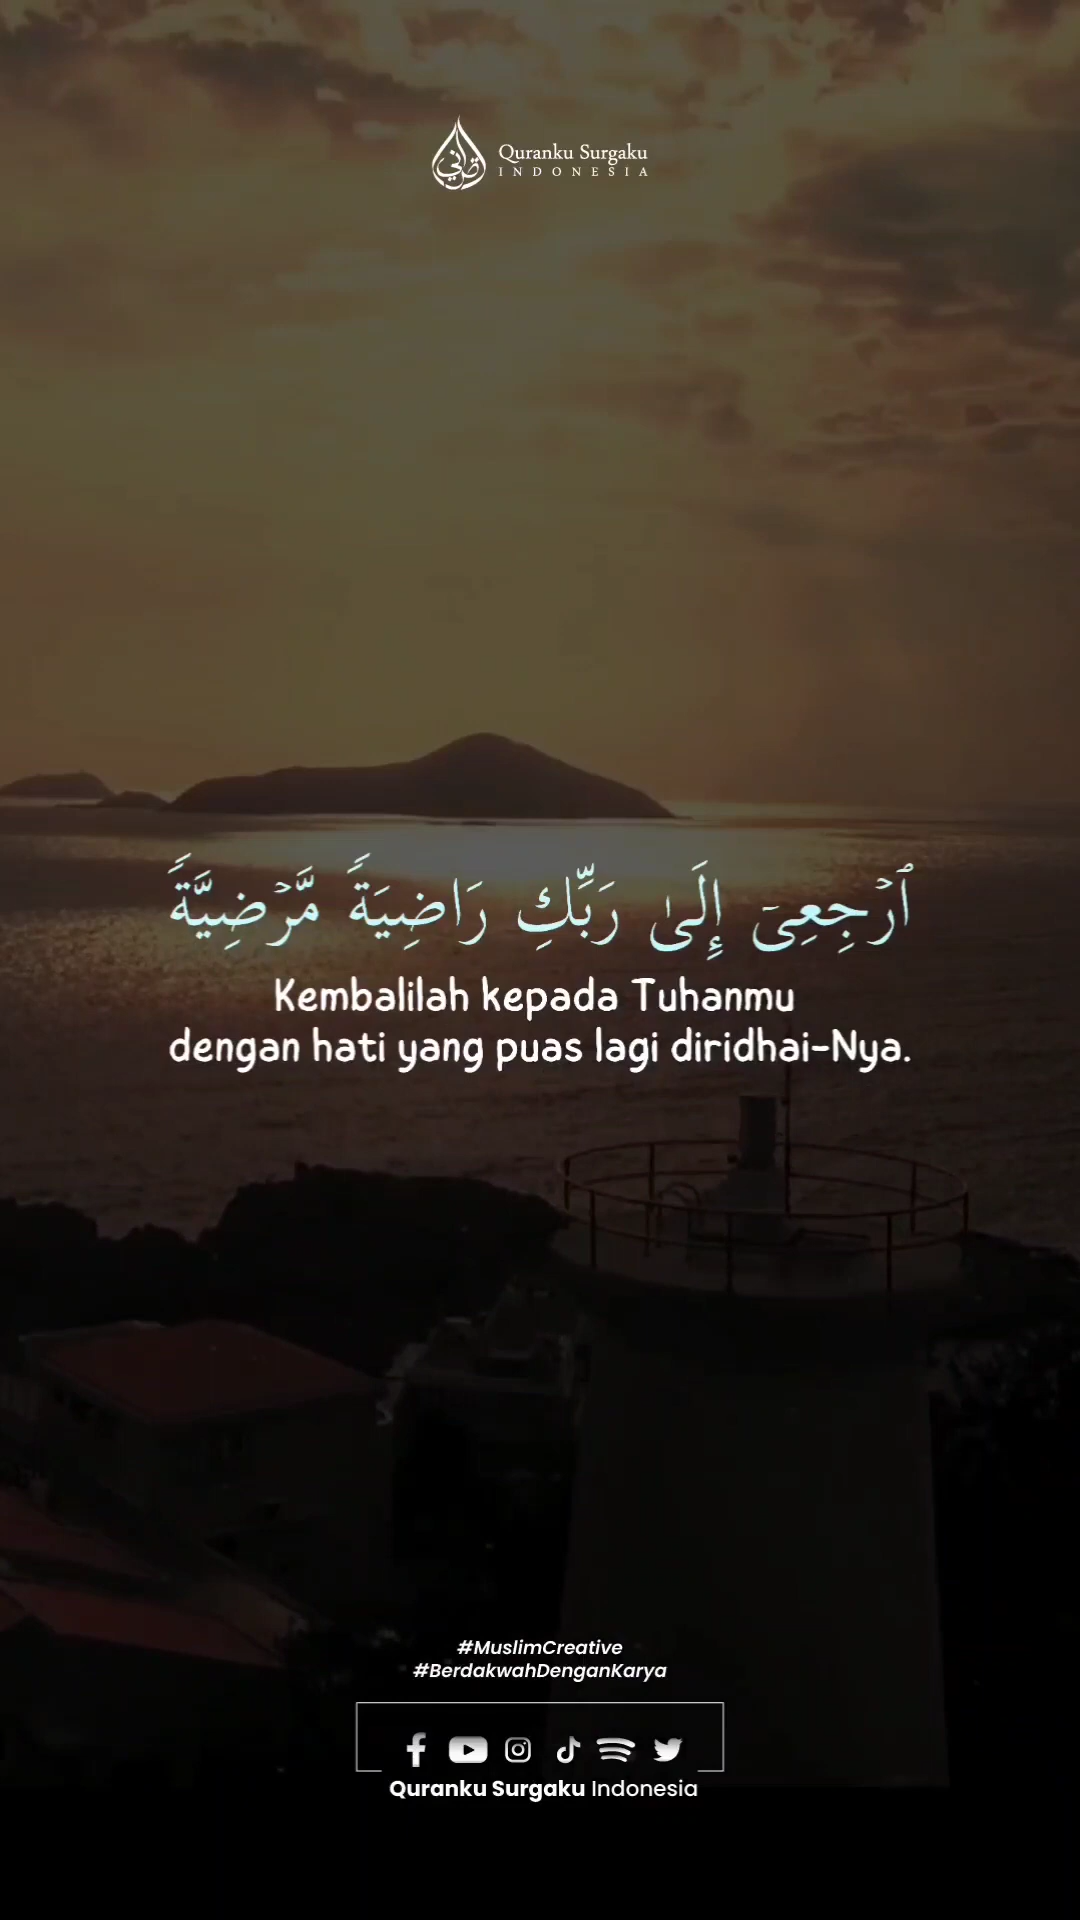 Quranku Surgaku
INDONESIA
ٱرْجِعِىٓ إِلَىٰ رَبِّكِ رَاضِيَةً مَّرْضِيَّةً
Kembalilah kepada Tuhanmu
dengan hati yang puas lagi diridhai-Nya.
#MuslimCreative
#BerdakwahDenganKarya
Quranku Surgaku Indonesia